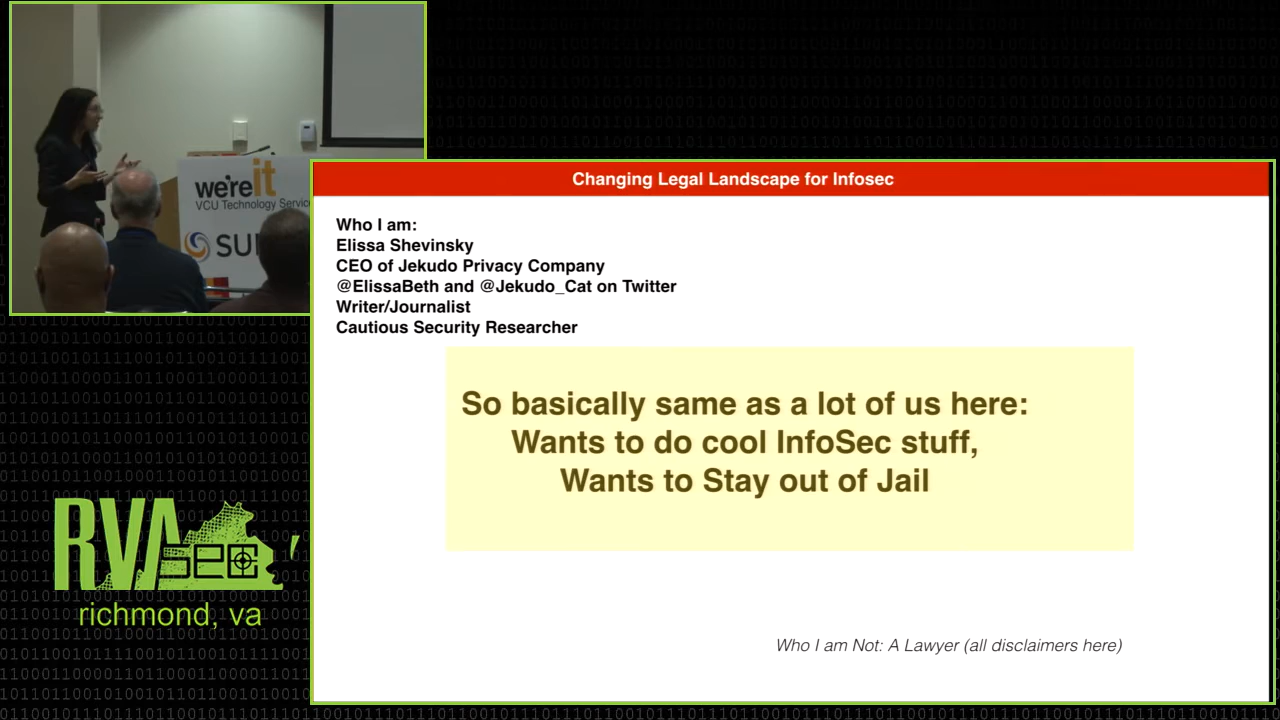 we're it
VCU Technology Servic
SU
Changing Legal Landscape for Infosec
Who I am:
Elissa Shevinsky
CEO of Jekudo Privacy Company
@ElissaBeth and @Jekudo_Cat on Twitter
Writer/Journalist
Cautious Security Researcher
So basically same as a lot of us here:
Wants to do cool InfoSec stuff,
Wants to Stay out of Jail
Who I am Not: A Lawyer (all disclaimers here)
RVAsec
richmond, va